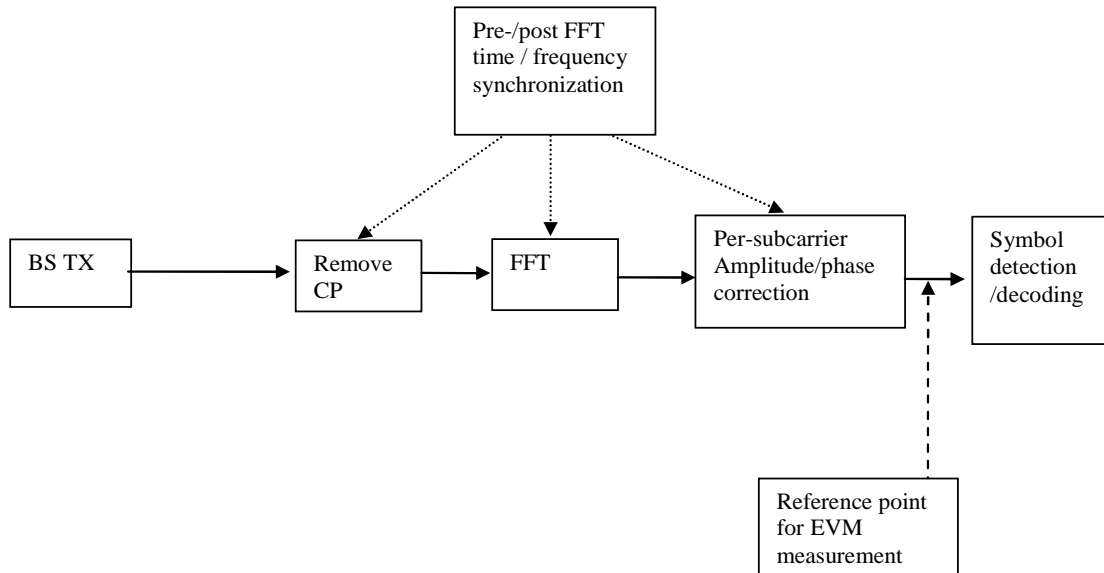 Pre-/post FFT
time / frequency
synchronization
BS TX
Remove
CP
FFT
Per-subcarrier
Amplitude/phase
correction
Symbol
detection
/decoding
Reference point
for EVM
measurement